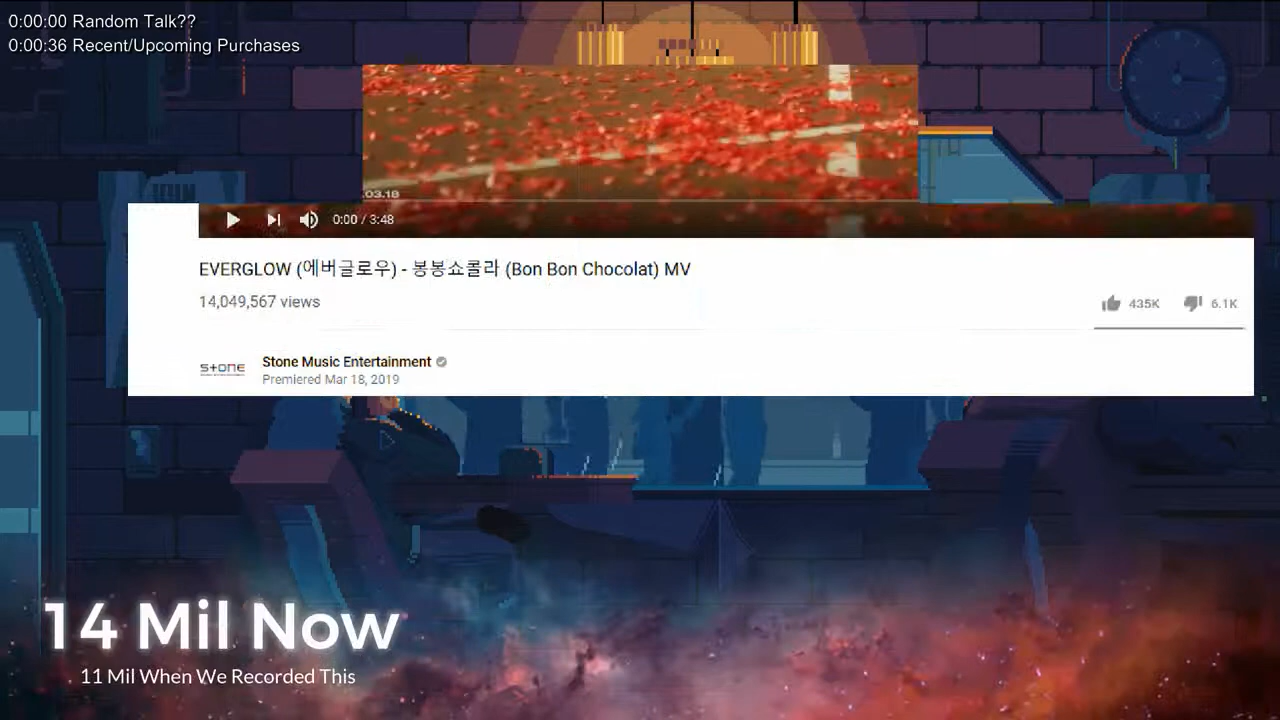 0:00:00 Random Talk??
0:00:36 Recent/Upcoming Purchases
03.18
0:00 / 3:48
EVERGLOW (에버글로우) - 봉봉쇼콜라 (Bon Bon Chocolat) MV
14,049,567 views
435K
6.1K
STONE
Stone Music Entertainment
Premiered Mar 18, 2019
14 Mil Now
11 Mil When We Recorded This